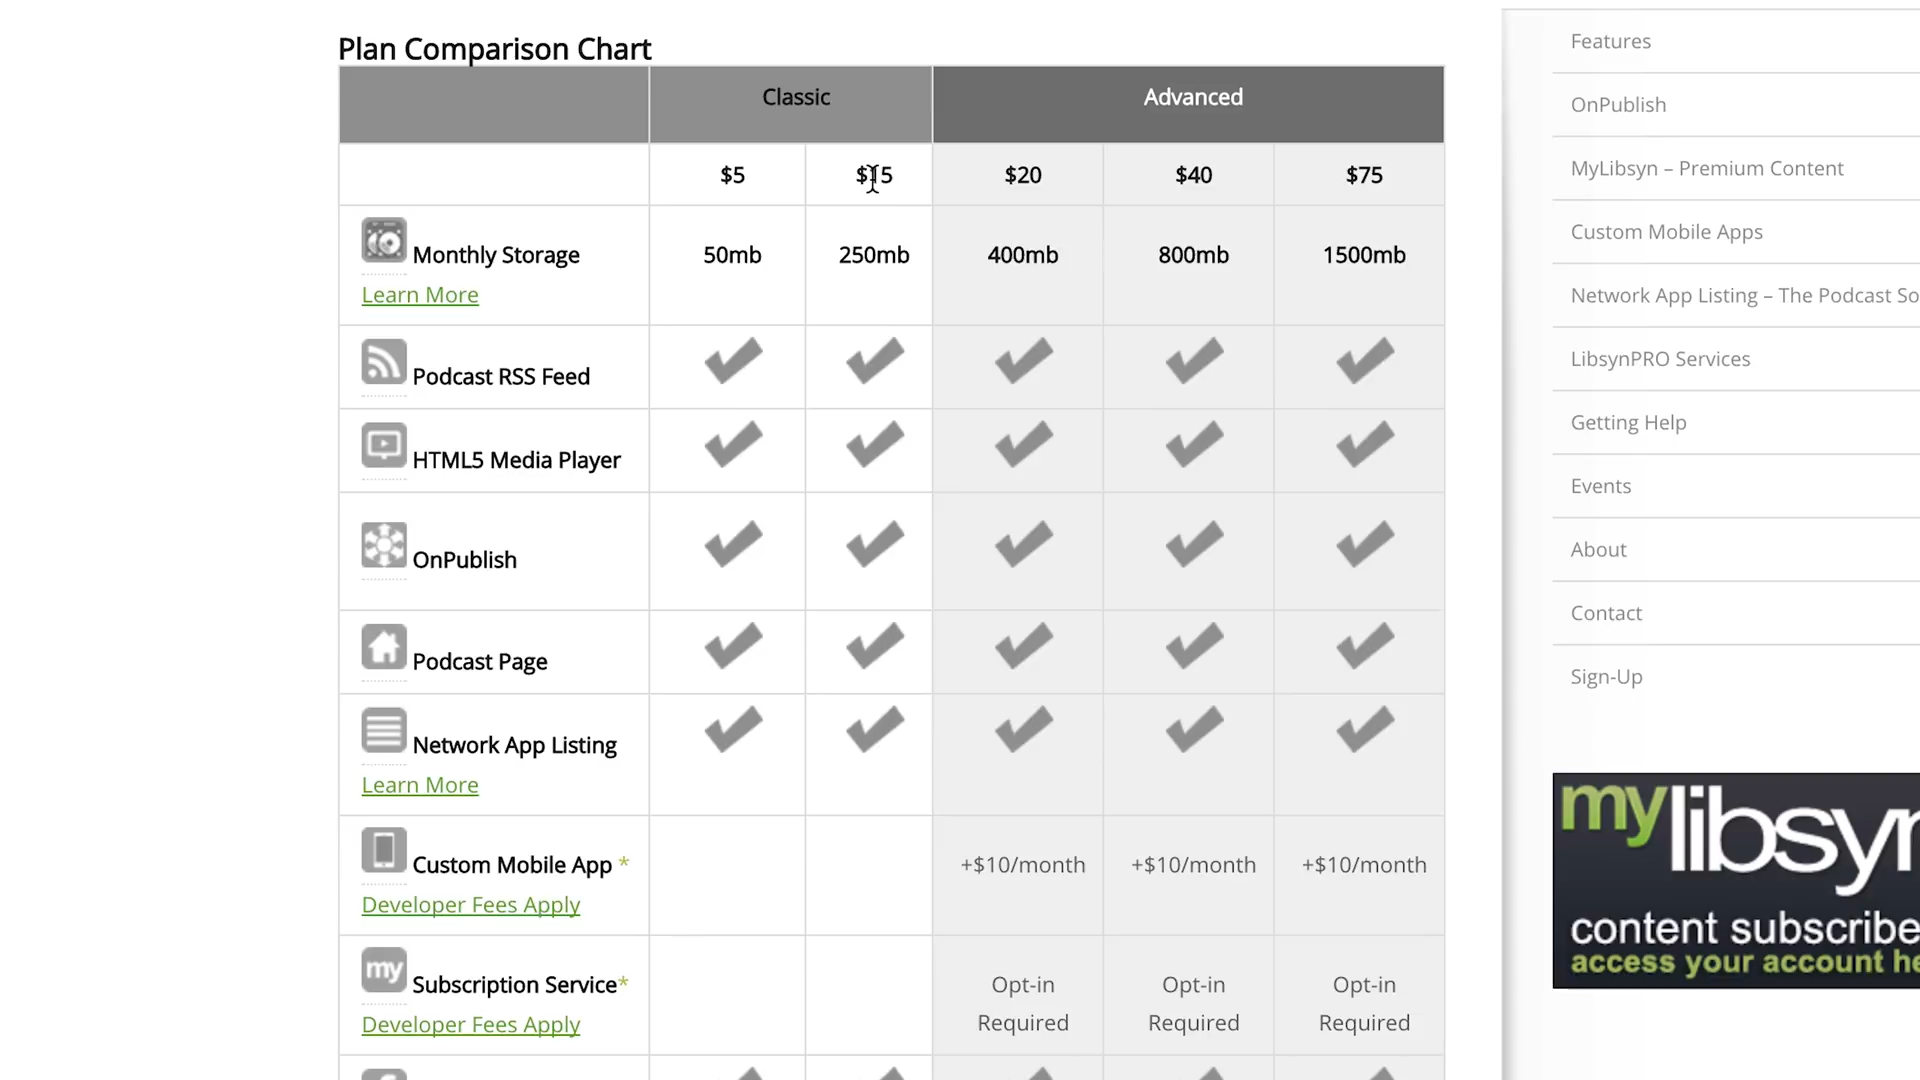 Plan Comparison Chart
Classic Advanced
$5 $15 $20 $40 $75
Monthly Storage 50mb 250mb 400mb 800mb 1500mb
Learn More
Podcast RSS Feed
HTML5 Media Player
OnPublish
Podcast Page
Network App Listing
Learn More
Custom Mobile App * +$10/month +$10/month +$10/month
Developer Fees Apply
my Subscription Service* Opt-in Opt-in Opt-in
Developer Fees Apply Required Required Required
Features
OnPublish
MyLibsyn – Premium Content
Custom Mobile Apps
Network App Listing – The Podcast So
LibsynPRO Services
Getting Help
Events
About
Contact
Sign-Up
mylibsyn
content subscribe
access your account he